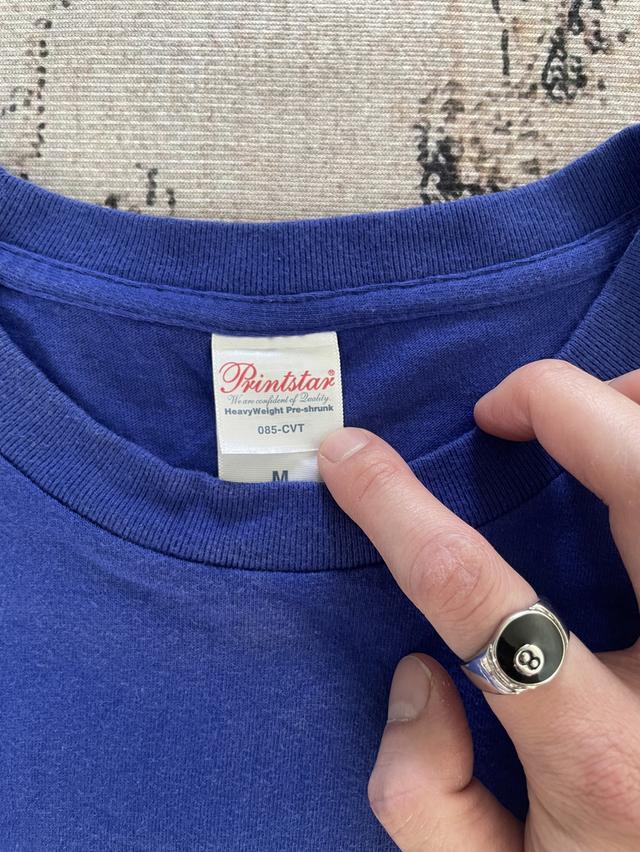 Printstar®
We are confident of Quality.
HeavyWeight Pre-shrunk
085-CVT
M
8